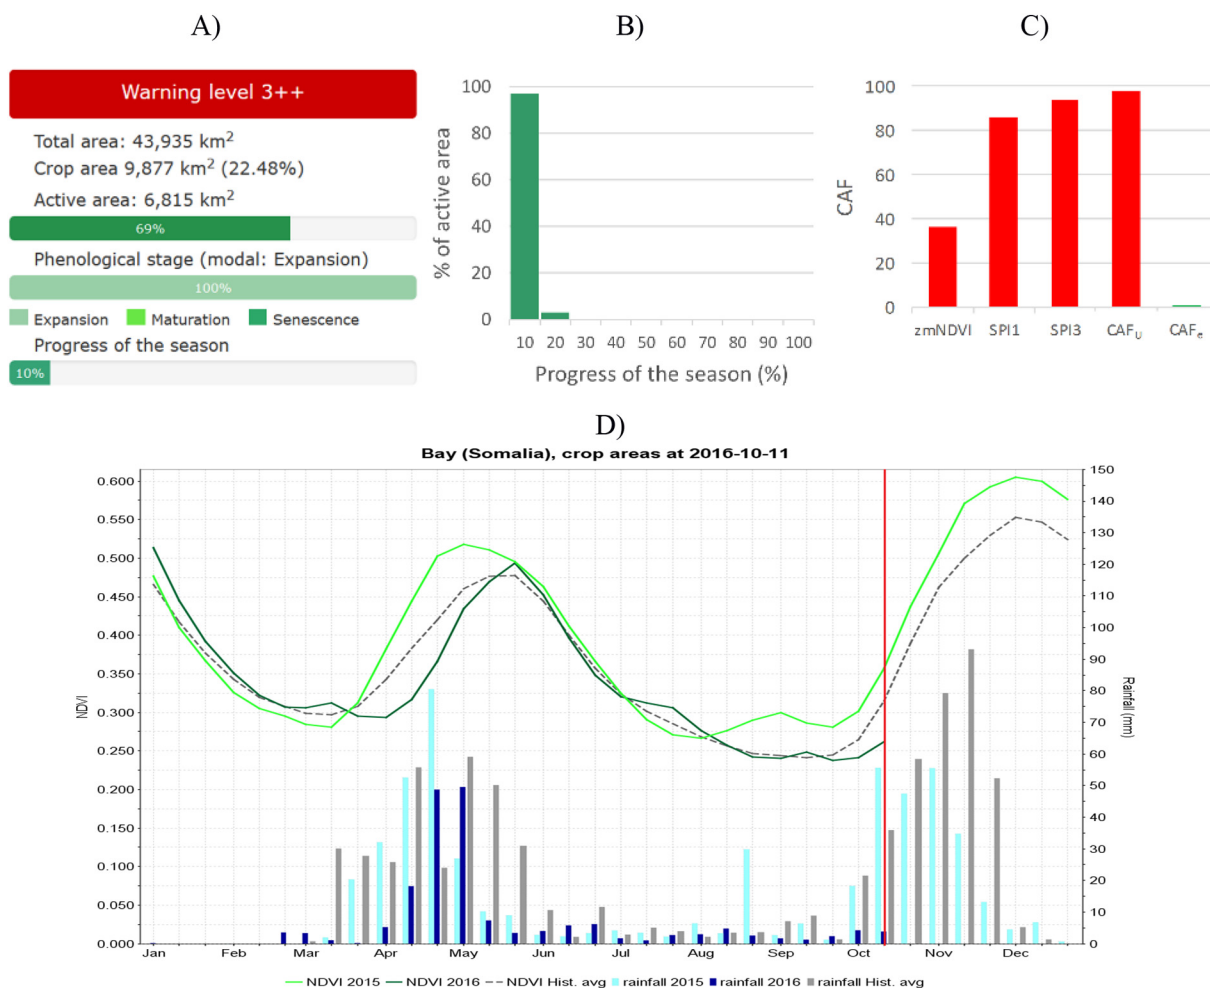 A)
B)
C)
Warning level 3++
Total area: 43,935 km²
Crop area 9,877 km² (22.48%)
Active area: 6,815 km²
69%
Phenological stage (modal: Expansion)
100%
Expansion Maturation Senescence
Progress of the season
10%
% of active area
100
80
60
40
20
0
10 20 30 40 50 60 70 80 90 100
Progress of the season (%)
CAF
100
80
60
40
20
0
zmNDVI SPI1 SPI3 CAFU CAFe
D)
Bay (Somalia), crop areas at 2016-10-11
NDVI
0.600
0.550
0.500
0.450
0.400
0.350
0.300
0.250
0.200
0.150
0.100
0.050
0.000
150
140
130
120
110
100
90
80
70
60
50
40
30
20
10
0
Rainfall (mm)
Jan Feb Mar Apr May Jun Jul Aug Sep Oct Nov Dec
NDVI 2015 NDVI 2016 NDVI Hist. avg rainfall 2015 rainfall 2016 rainfall Hist. avg